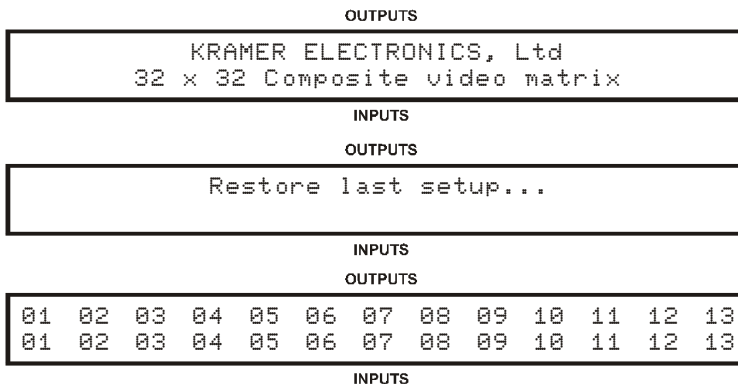 OUTPUTS
KRAMER ELECTRONICS, Ltd
32 x 32 Composite video matrix
INPUTS
OUTPUTS
Restore last setup...
INPUTS
OUTPUTS
01 02 03 04 05 06 07 08 09 10 11 12 13
01 02 03 04 05 06 07 08 09 10 11 12 13
INPUTS